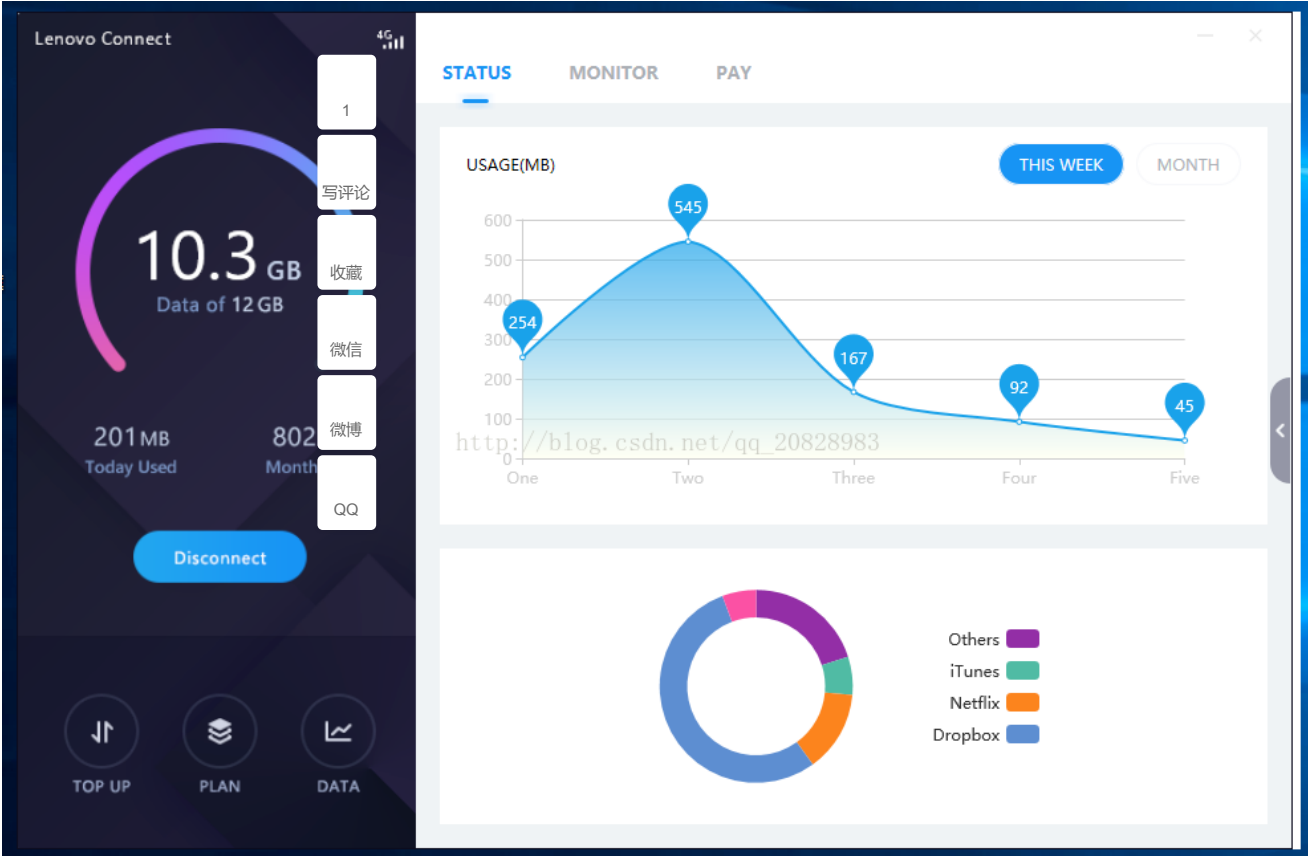 Lenovo Connect
4G
1
写评论
收藏
微信
微博
QQ
10.3 GB
Data of 12 GB
201 MB
Today Used
802
Month
Disconnect
TOP UP
PLAN
DATA
STATUS
MONITOR
PAY
USAGE(MB)
THIS WEEK
MONTH
600
500
400
300
200
100
0
254
545
167
92
45
One
Two
Three
Four
Five
http://blog.csdn.net/qq_20828983
Others
iTunes
Netflix
Dropbox